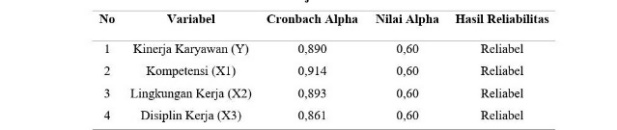 No Variabel Cronbach Alpha Nilai Alpha Hasil Reliabilitas
1 Kinerja Karyawan (Y) 0,890 0,60 Reliabel
2 Kompetensi (X1) 0,914 0,60 Reliabel
3 Lingkungan Kerja (X2) 0,893 0,60 Reliabel
4 Disiplin Kerja (X3) 0,861 0,60 Reliabel